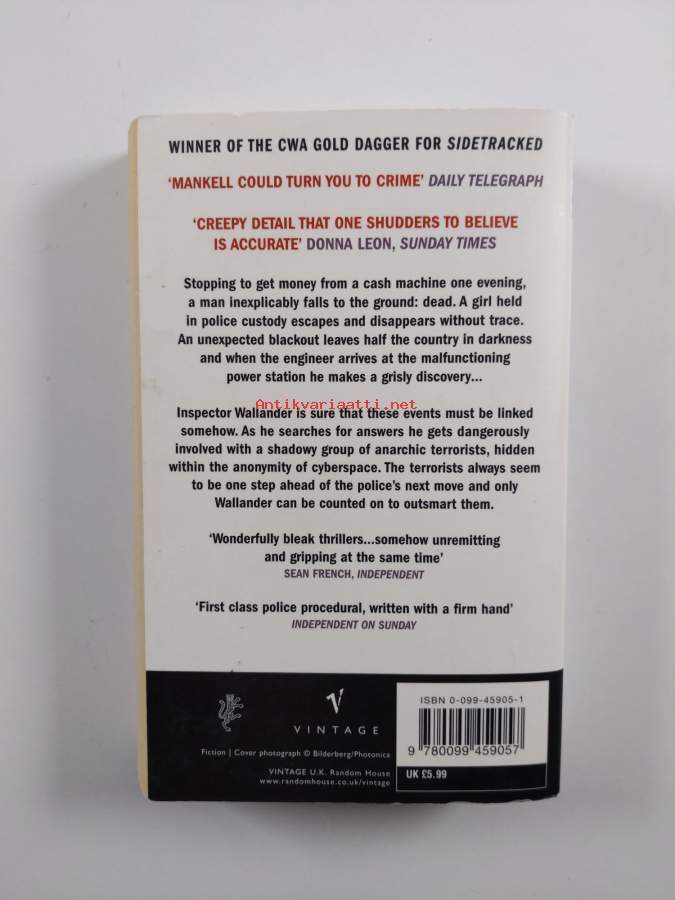 WINNER OF THE CWA GOLD DAGGER FOR SIDETRACKED
‘MANKELL COULD TURN YOU TO CRIME’ DAILY TELEGRAPH
‘CREEPY DETAIL THAT ONE SHUDDERS TO BELIEVE
IS ACCURATE’ DONNA LEON, SUNDAY TIMES
Stopping to get money from a cash machine one evening,
a man inexplicably falls to the ground: dead. A girl held
in police custody escapes and disappears without trace.
An unexpected blackout leaves half the country in darkness
and when the engineer arrives at the malfunctioning
power station he makes a grisly discovery...
Antikvariaatti.net
Inspector Wallander is sure that these events must be linked
somehow. As he searches for answers he gets dangerously
involved with a shadowy group of anarchic terrorists, hidden
within the anonymity of cyberspace. The terrorists always seem
to be one step ahead of the police’s next move and only
Wallander can be counted on to outsmart them.
‘Wonderfully bleak thrillers...somehow unremitting
and gripping at the same time’
SEAN FRENCH, INDEPENDENT
‘First class police procedural, written with a firm hand’
INDEPENDENT ON SUNDAY
V
VINTAGE
Fiction | Cover photograph © Bilderberg/Photonica
VINTAGE U.K. Random House
www.randomhouse.co.uk/vintage
ISBN 0-099-45905-1
9 780099 459057
UK £5.99